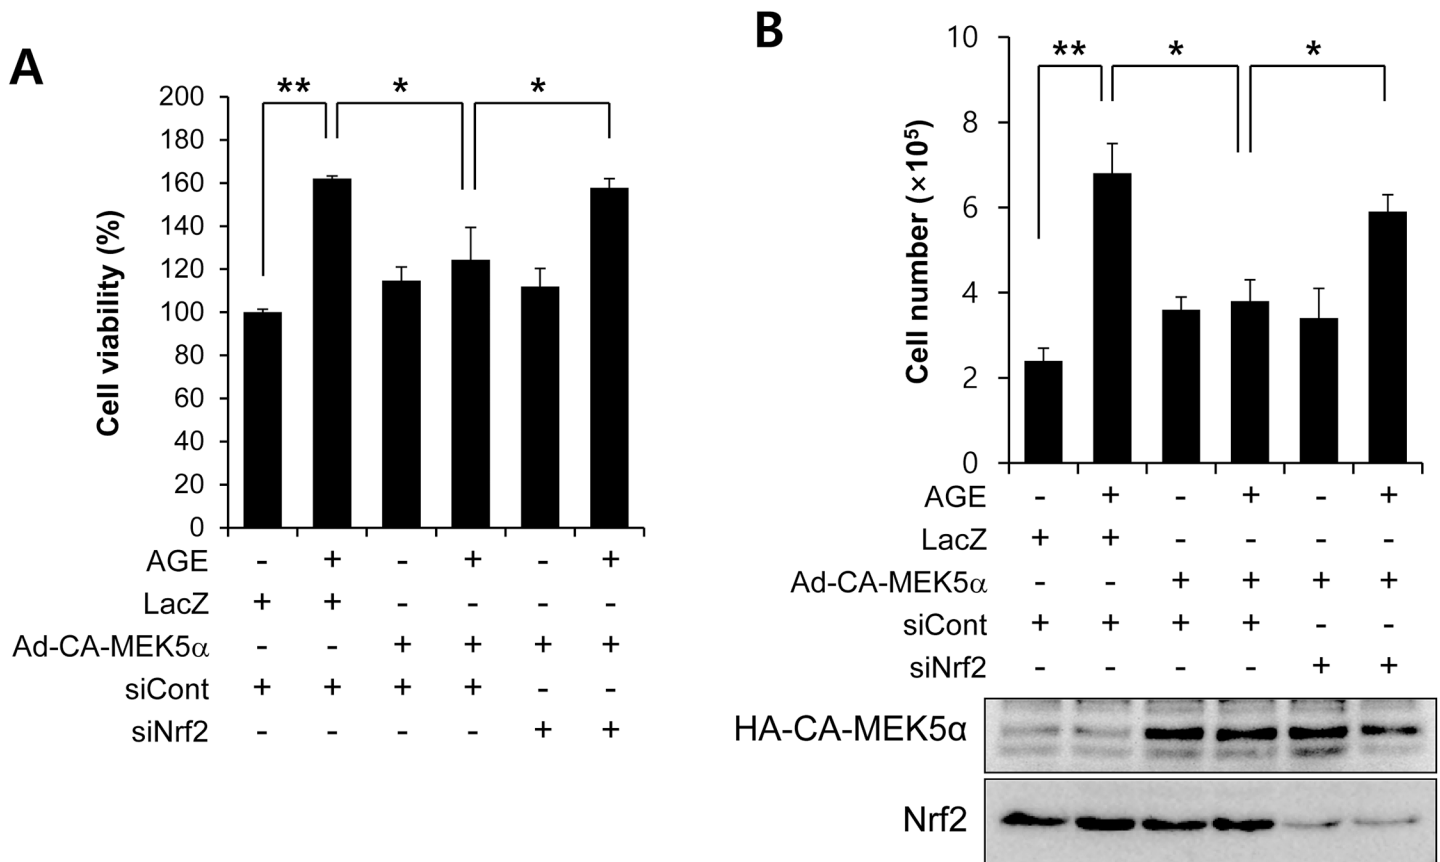 A
** * *
200
180
160
140
120
100
80
60
40
20
0
Cell viability (%)
AGE - + - + - +
LacZ + + - - - -
Ad-CA-MEK5α - - + + + +
siCont + + + + - -
siNrf2 - - - - + +
B
** * *
10
8
6
4
2
0
Cell number (×10⁵)
AGE - + - + - +
LacZ + + - - - -
Ad-CA-MEK5α - - + + + +
siCont + + + + - -
siNrf2 - - - - + +
HA-CA-MEK5α
Nrf2